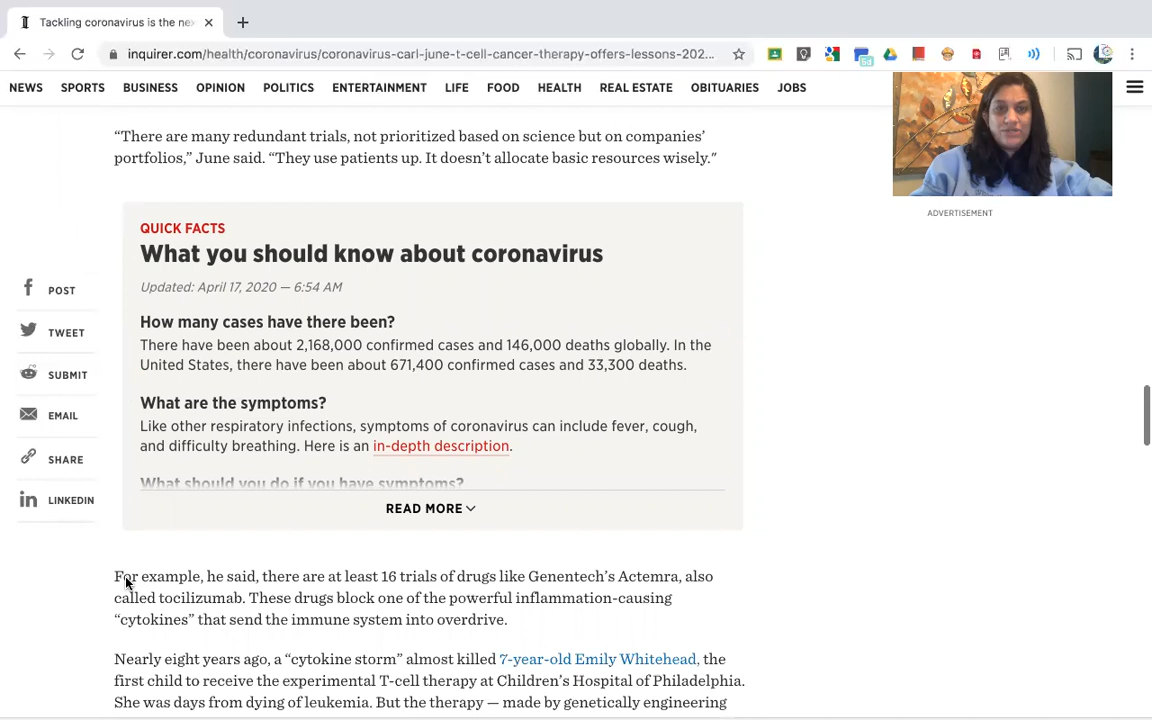 Tackling coronavirus is the ne
inquirer.com/health/coronavirus/coronavirus-carl-june-t-cell-cancer-therapy-offers-lessons-202...
5d
NEWS SPORTS BUSINESS OPINION POLITICS ENTERTAINMENT LIFE FOOD HEALTH REAL ESTATE OBITUARIES JOBS
“There are many redundant trials, not prioritized based on science but on companies’
portfolios,” June said. “They use patients up. It doesn’t allocate basic resources wisely.”
ADVERTISEMENT
QUICK FACTS
What you should know about coronavirus
Updated: April 17, 2020 — 6:54 AM
How many cases have there been?
There have been about 2,168,000 confirmed cases and 146,000 deaths globally. In the
United States, there have been about 671,400 confirmed cases and 33,300 deaths.
What are the symptoms?
Like other respiratory infections, symptoms of coronavirus can include fever, cough,
and difficulty breathing. Here is an in-depth description.
What should you do if you have symptoms?
READ MORE
POST
TWEET
SUBMIT
EMAIL
SHARE
LINKEDIN
For example, he said, there are at least 16 trials of drugs like Genentech’s Actemra, also
called tocilizumab. These drugs block one of the powerful inflammation-causing
“cytokines” that send the immune system into overdrive.
Nearly eight years ago, a “cytokine storm” almost killed 7-year-old Emily Whitehead, the
first child to receive the experimental T-cell therapy at Children’s Hospital of Philadelphia.
She was days from dying of leukemia. But the therapy — made by genetically engineering